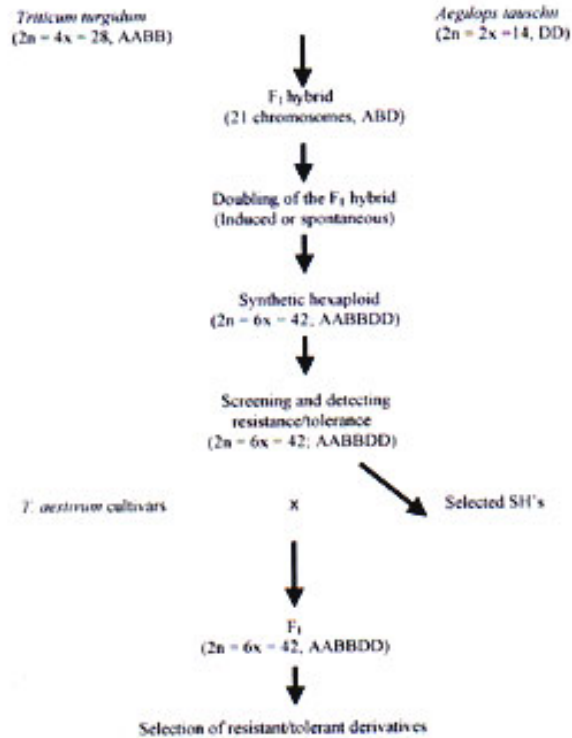 Triticum turgidum
(2n = 4x = 28, AABB)
Aegilops tauschii
(2n = 2x =14, DD)
F₁ hybrid
(21 chromosomes, ABD)
Doubling of the F₁ hybrid
(Induced or spontaneous)
Synthetic hexaploid
(2n = 6x = 42, AABBDD)
Screening and detecting
resistance/tolerance
(2n = 6x = 42; AABBDD)
T. aestivum cultivars
x
Selected SH's
F₁
(2n = 6x = 42, AABBDD)
Selection of resistant/tolerant derivatives